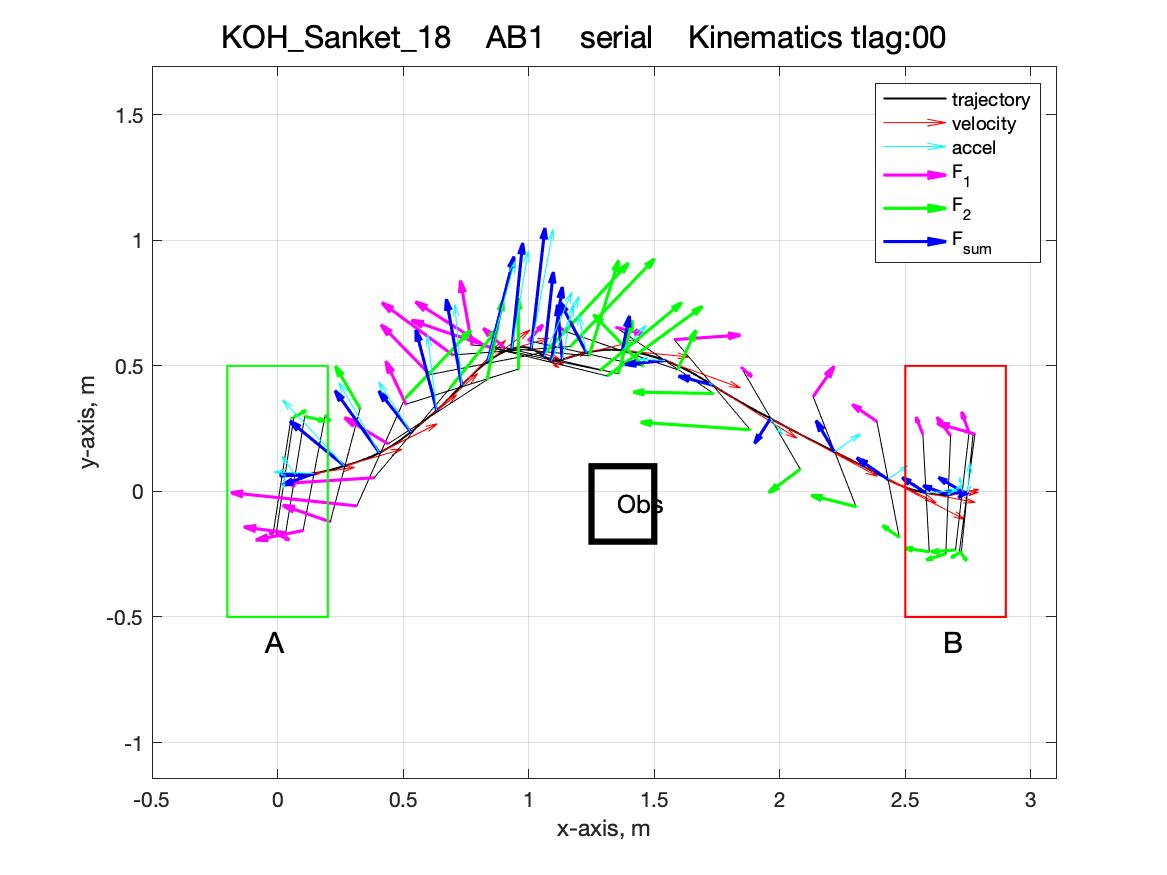 KOH_Sanket_18 AB1 serial Kinematics tlag:00
trajectory
velocity
accel
F1
F2
Fsum
1.5
1
0.5
0
-0.5
-1
y-axis, m
Obs
A
B
-0.5 0 0.5 1 1.5 2 2.5 3
x-axis, m